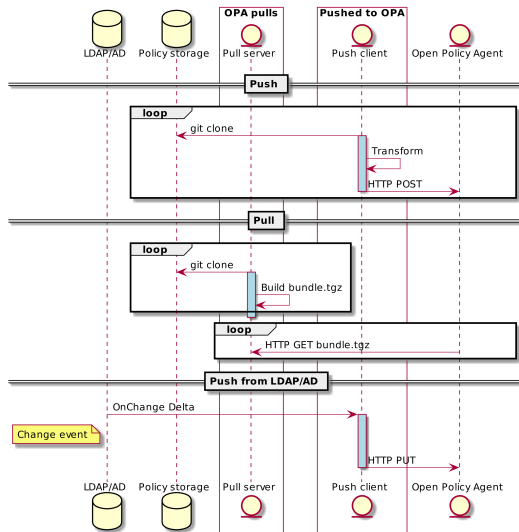 OPA pulls
Pushed to OPA
LDAP/AD
Policy storage
Pull server
Push client
Open Policy Agent
Push
loop
git clone
Transform
HTTP POST
Pull
loop
git clone
Build bundle.tgz
loop
HTTP GET bundle.tgz
Push from LDAP/AD
OnChange Delta
Change event
HTTP PUT
LDAP/AD
Policy storage
Pull server
Push client
Open Policy Agent